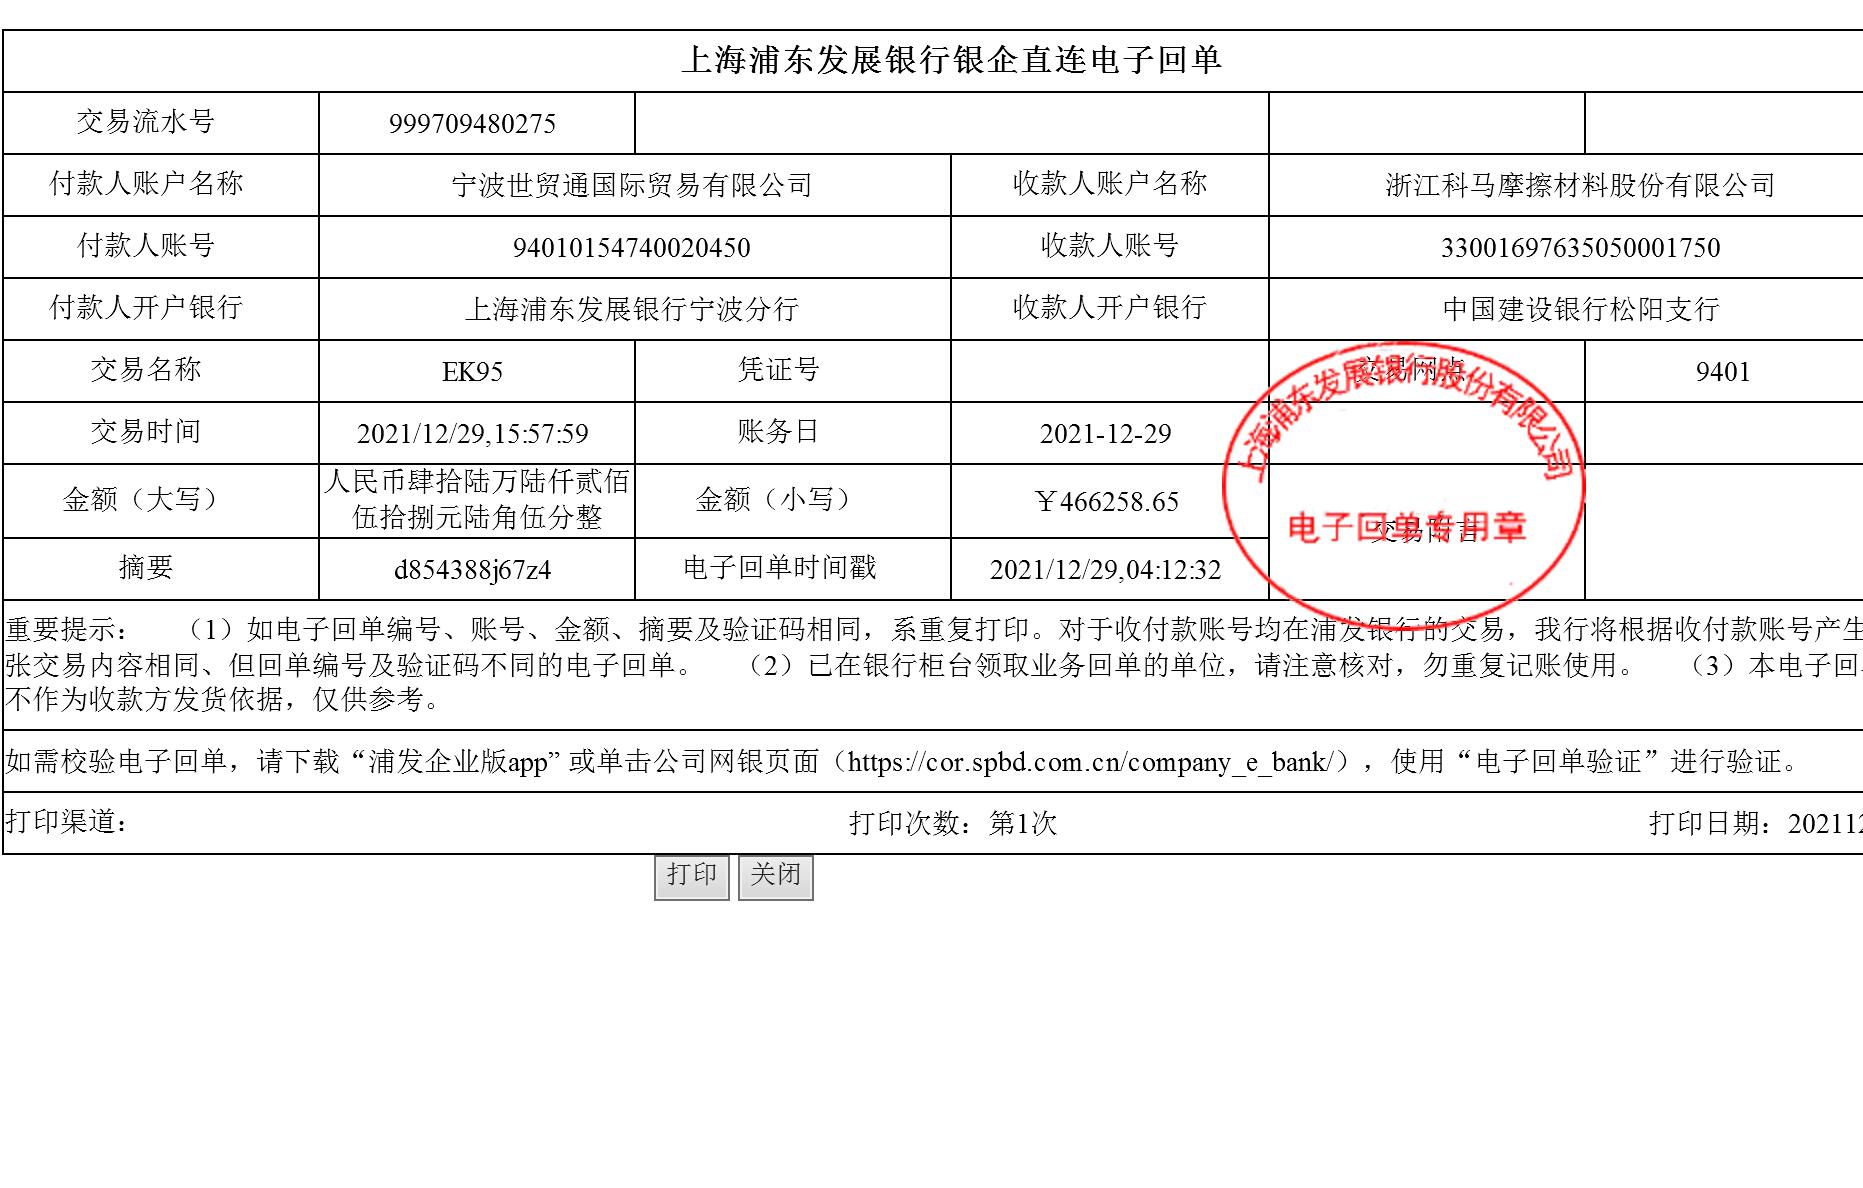 上海浦东发展银行银企直连电子回单
交易流水号 999709480275
付款人账户名称 宁波世贸通国际贸易有限公司 收款人账户名称 浙江科马摩擦材料股份有限公司
付款人账号 94010154740020450 收款人账号 33001697635050001750
付款人开户银行 上海浦东发展银行宁波分行 收款人开户银行 中国建设银行松阳支行
交易名称 EK95 凭证号 交易网点 9401
上海浦东发展银行股份有限公司
交易时间 2021/12/29,15:57:59 账务日 2021-12-29
人民币肆拾陆万陆仟贰佰
金额（大写） 金额（小写） ￥466258.65
伍拾捌元陆角伍分整
电子回单专用章
交易附言
摘要 d854388j67z4 电子回单时间戳 2021/12/29,04:12:32
重要提示： （1）如电子回单编号、账号、金额、摘要及验证码相同，系重复打印。对于收付款账号均在浦发银行的交易，我行将根据收付款账号产生
张交易内容相同、但回单编号及验证码不同的电子回单。 （2）已在银行柜台领取业务回单的单位，请注意核对，勿重复记账使用。 （3）本电子回
不作为收款方发货依据，仅供参考。
如需校验电子回单，请下载“浦发企业版app” 或单击公司网银页面（https://cor.spbd.com.cn/company_e_bank/），使用“电子回单验证”进行验证。
打印渠道： 打印次数：第1次 打印日期：202112
打印 关闭